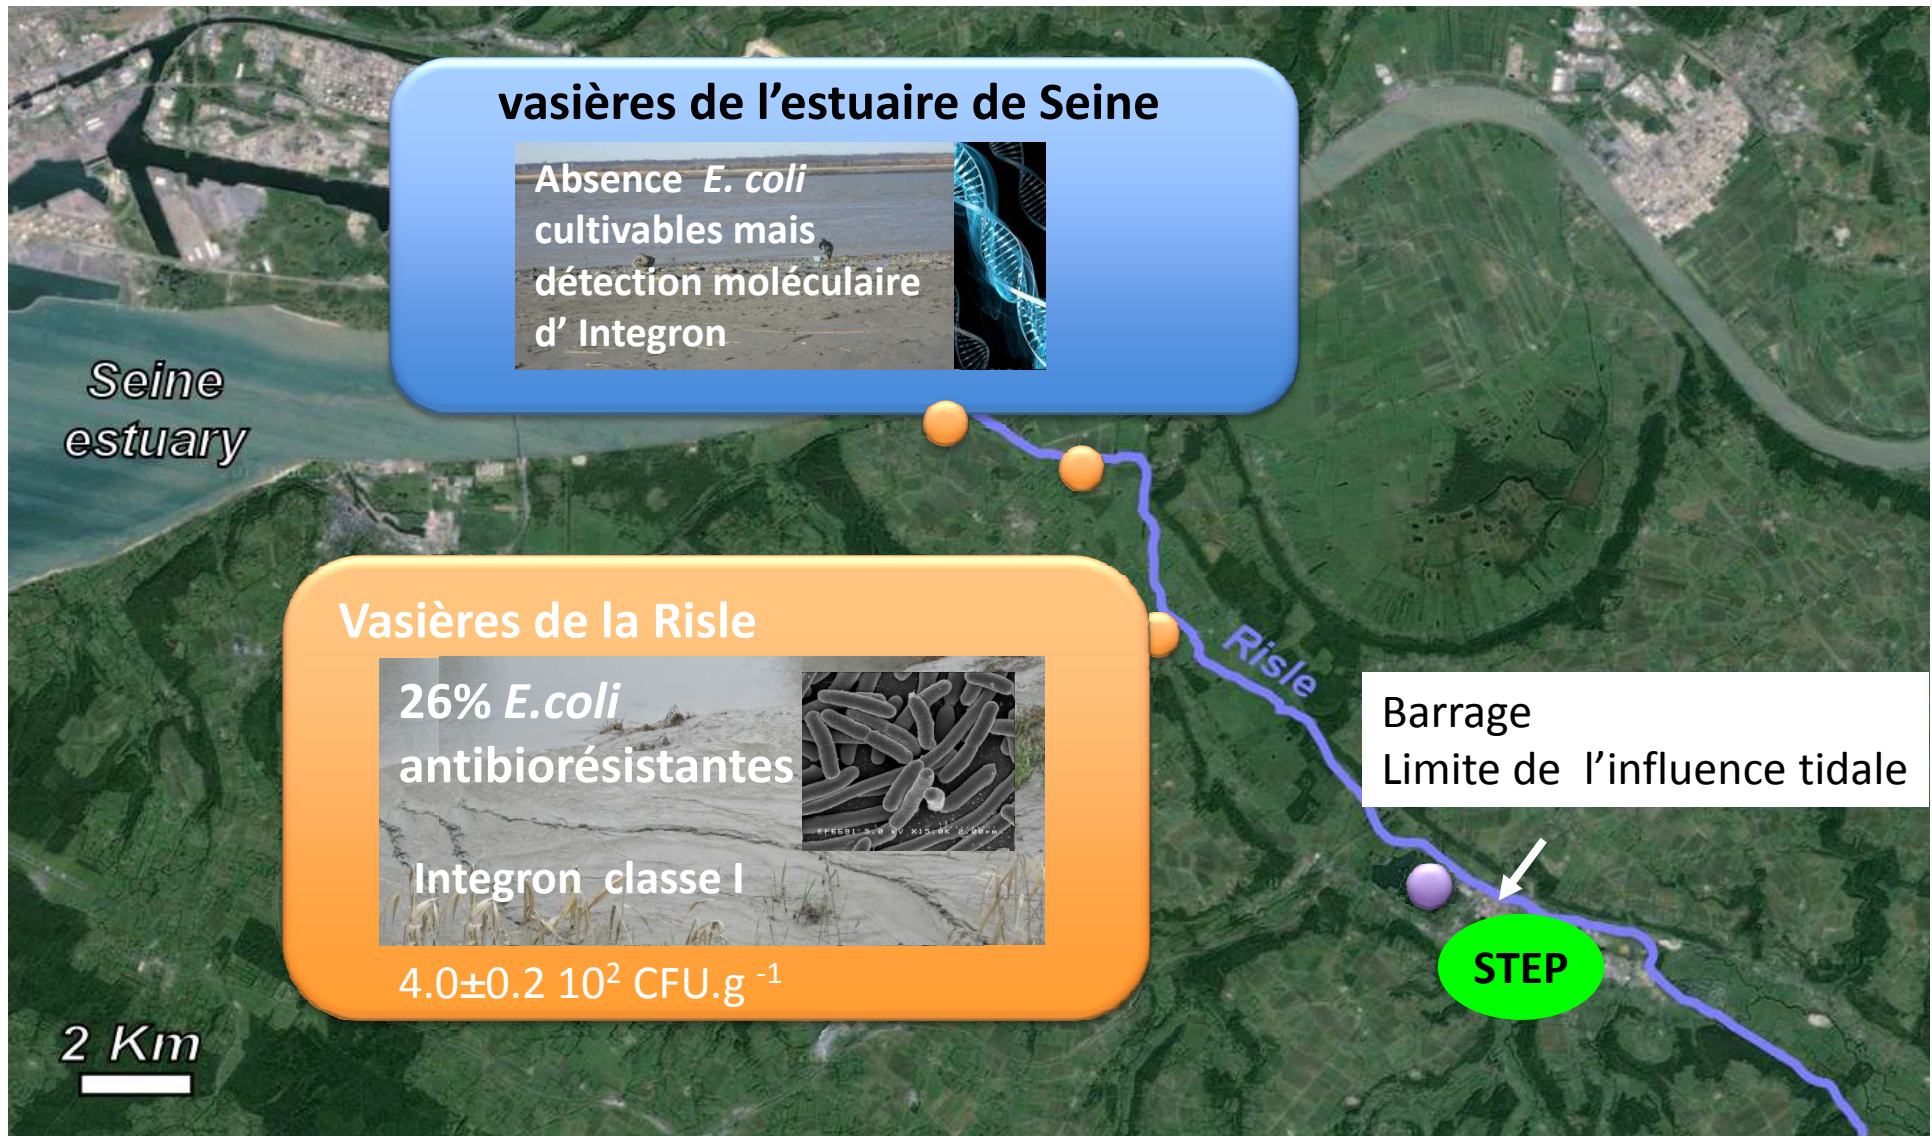 vasières de l’estuaire de Seine
Absence E. coli
cultivables mais
détection moléculaire
d’ Integron
Seine
estuary
Vasières de la Risle
26% E.coli
antibiorésistantes
Integron classe I
4.0±0.2 10² CFU.g ⁻¹
Risle
Barrage
Limite de l’influence tidale
STEP
2 Km